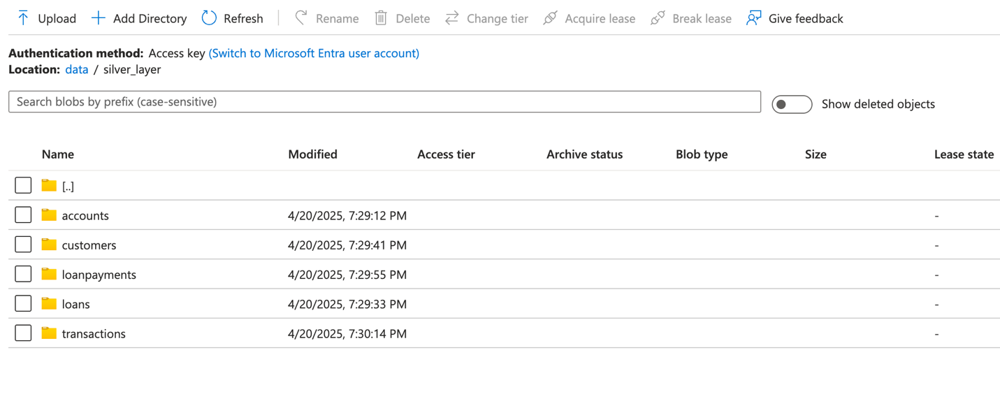 Upload Add Directory Refresh Rename Delete Change tier Acquire lease Break lease Give feedback
Authentication method: Access key (Switch to Microsoft Entra user account)
Location: data / silver_layer
Search blobs by prefix (case-sensitive) Show deleted objects
Name Modified Access tier Archive status Blob type Size Lease state
[..]
accounts 4/20/2025, 7:29:12 PM -
customers 4/20/2025, 7:29:41 PM -
loanpayments 4/20/2025, 7:29:55 PM -
loans 4/20/2025, 7:29:33 PM -
transactions 4/20/2025, 7:30:14 PM -